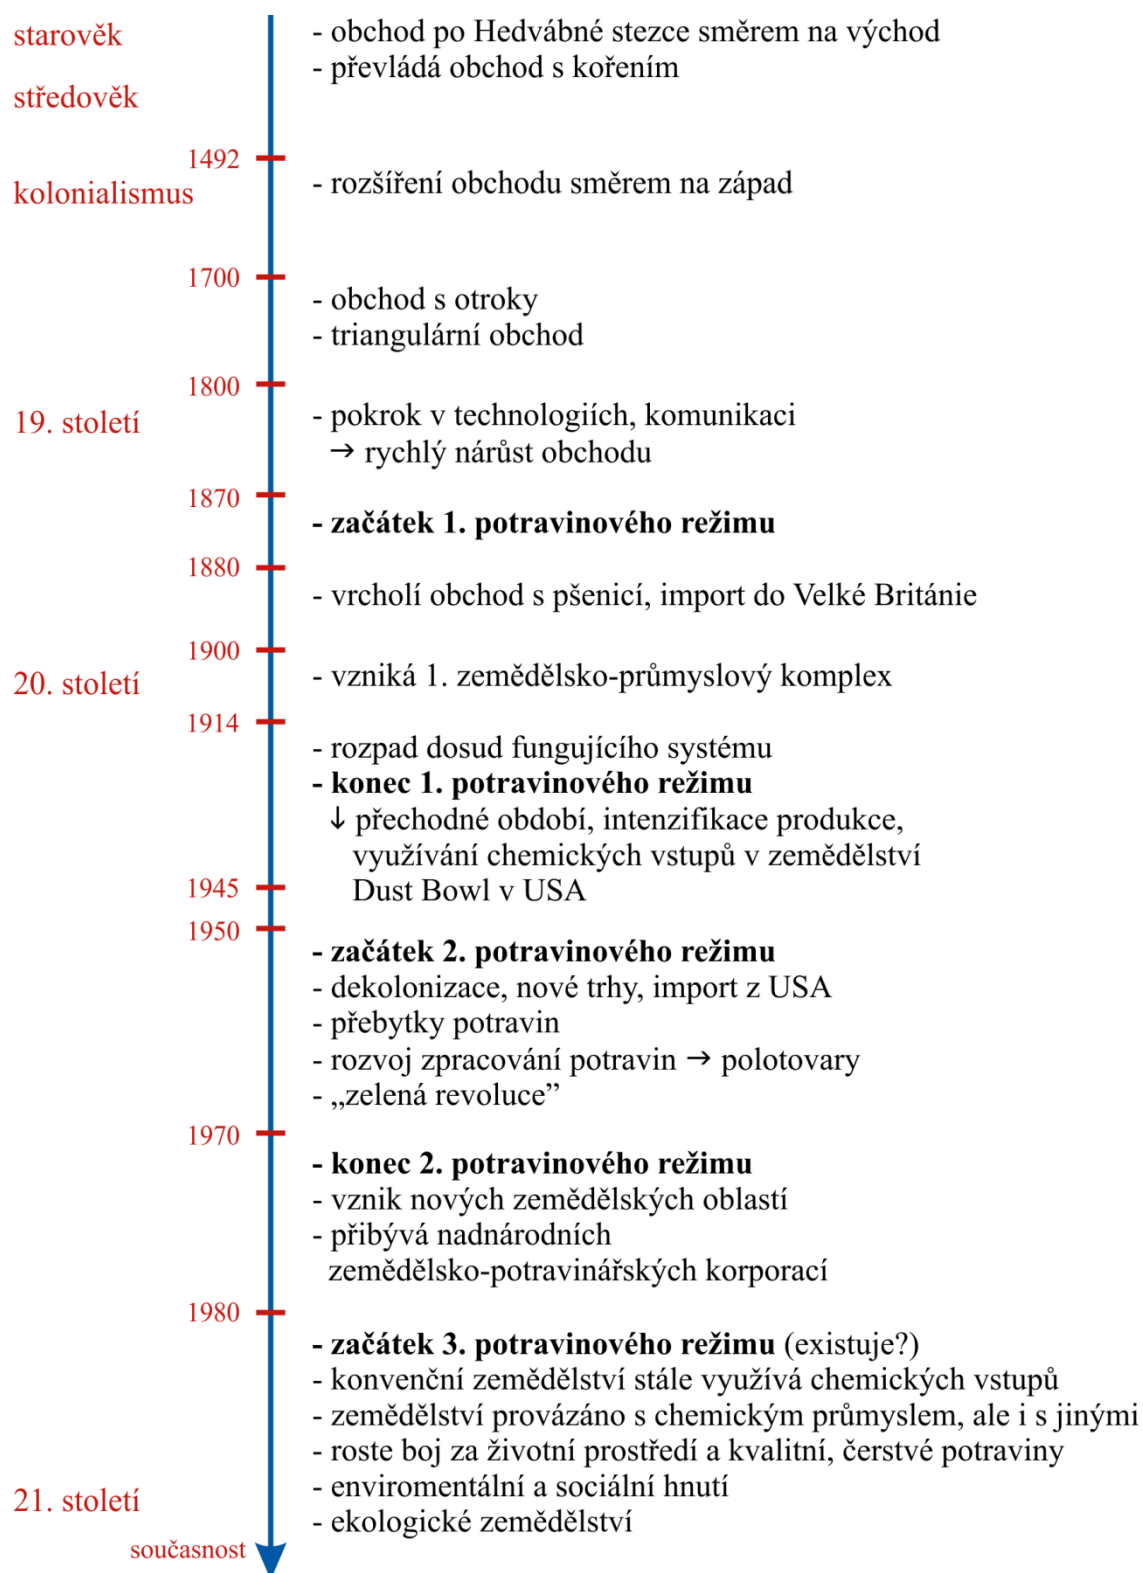 starověk
- obchod po Hedvábné stezce směrem na východ
- převládá obchod s kořením
středověk
1492
kolonialismus
- rozšíření obchodu směrem na západ
1700
- obchod s otroky
- triangulární obchod
1800
19. století
- pokrok v technologiích, komunikaci
→ rychlý nárůst obchodu
1870
- začátek 1. potravinového režimu
1880
- vrcholí obchod s pšenicí, import do Velké Británie
1900
20. století
- vzniká 1. zemědělsko-průmyslový komplex
1914
- rozpad dosud fungujícího systému
- konec 1. potravinového režimu
↓ přechodné období, intenzifikace produkce,
využívání chemických vstupů v zemědělství
1945
Dust Bowl v USA
1950
- začátek 2. potravinového režimu
- dekolonizace, nové trhy, import z USA
- přebytky potravin
- rozvoj zpracování potravin → polotovary
- „zelená revoluce”
1970
- konec 2. potravinového režimu
- vznik nových zemědělských oblastí
- přibývá nadnárodních
zemědělsko-potravinářských korporací
1980
- začátek 3. potravinového režimu (existuje?)
- konvenční zemědělství stále využívá chemických vstupů
- zemědělství provázáno s chemickým průmyslem, ale i s jinými
- roste boj za životní prostředí a kvalitní, čerstvé potraviny
- enviromentální a sociální hnutí
21. století
- ekologické zemědělství
současnost